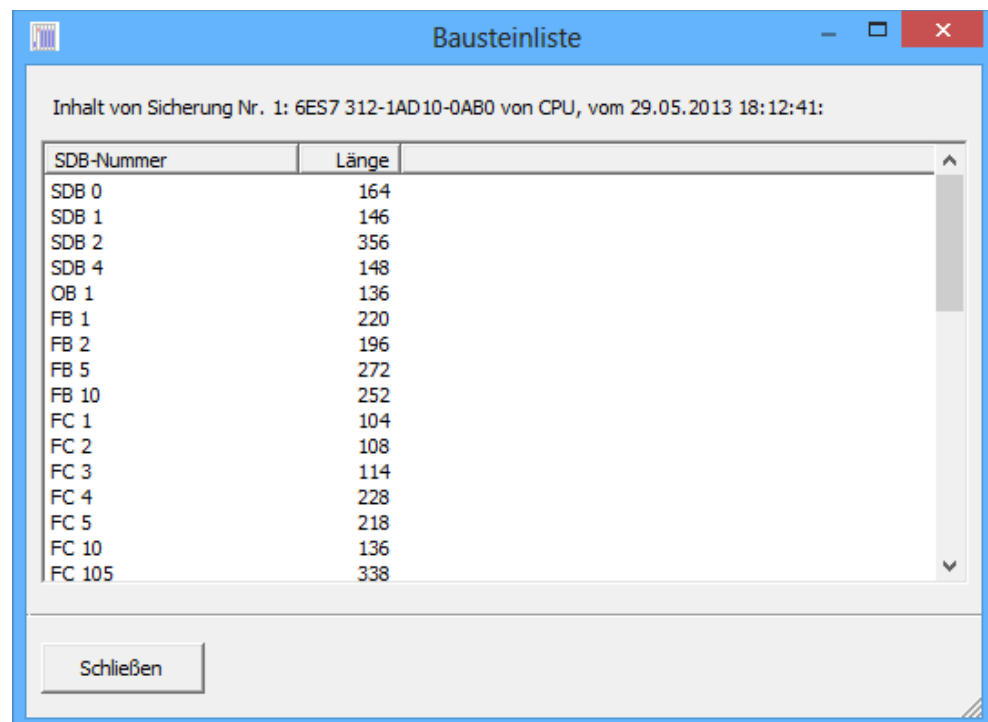 Bausteinliste
Inhalt von Sicherung Nr. 1: 6ES7 312-1AD10-0AB0 von CPU, vom 29.05.2013 18:12:41:
SDB-Nummer Länge
SDB 0 164
SDB 1 146
SDB 2 356
SDB 4 148
OB 1 136
FB 1 220
FB 2 196
FB 5 272
FB 10 252
FC 1 104
FC 2 108
FC 3 114
FC 4 228
FC 5 218
FC 10 136
FC 105 338
Schließen